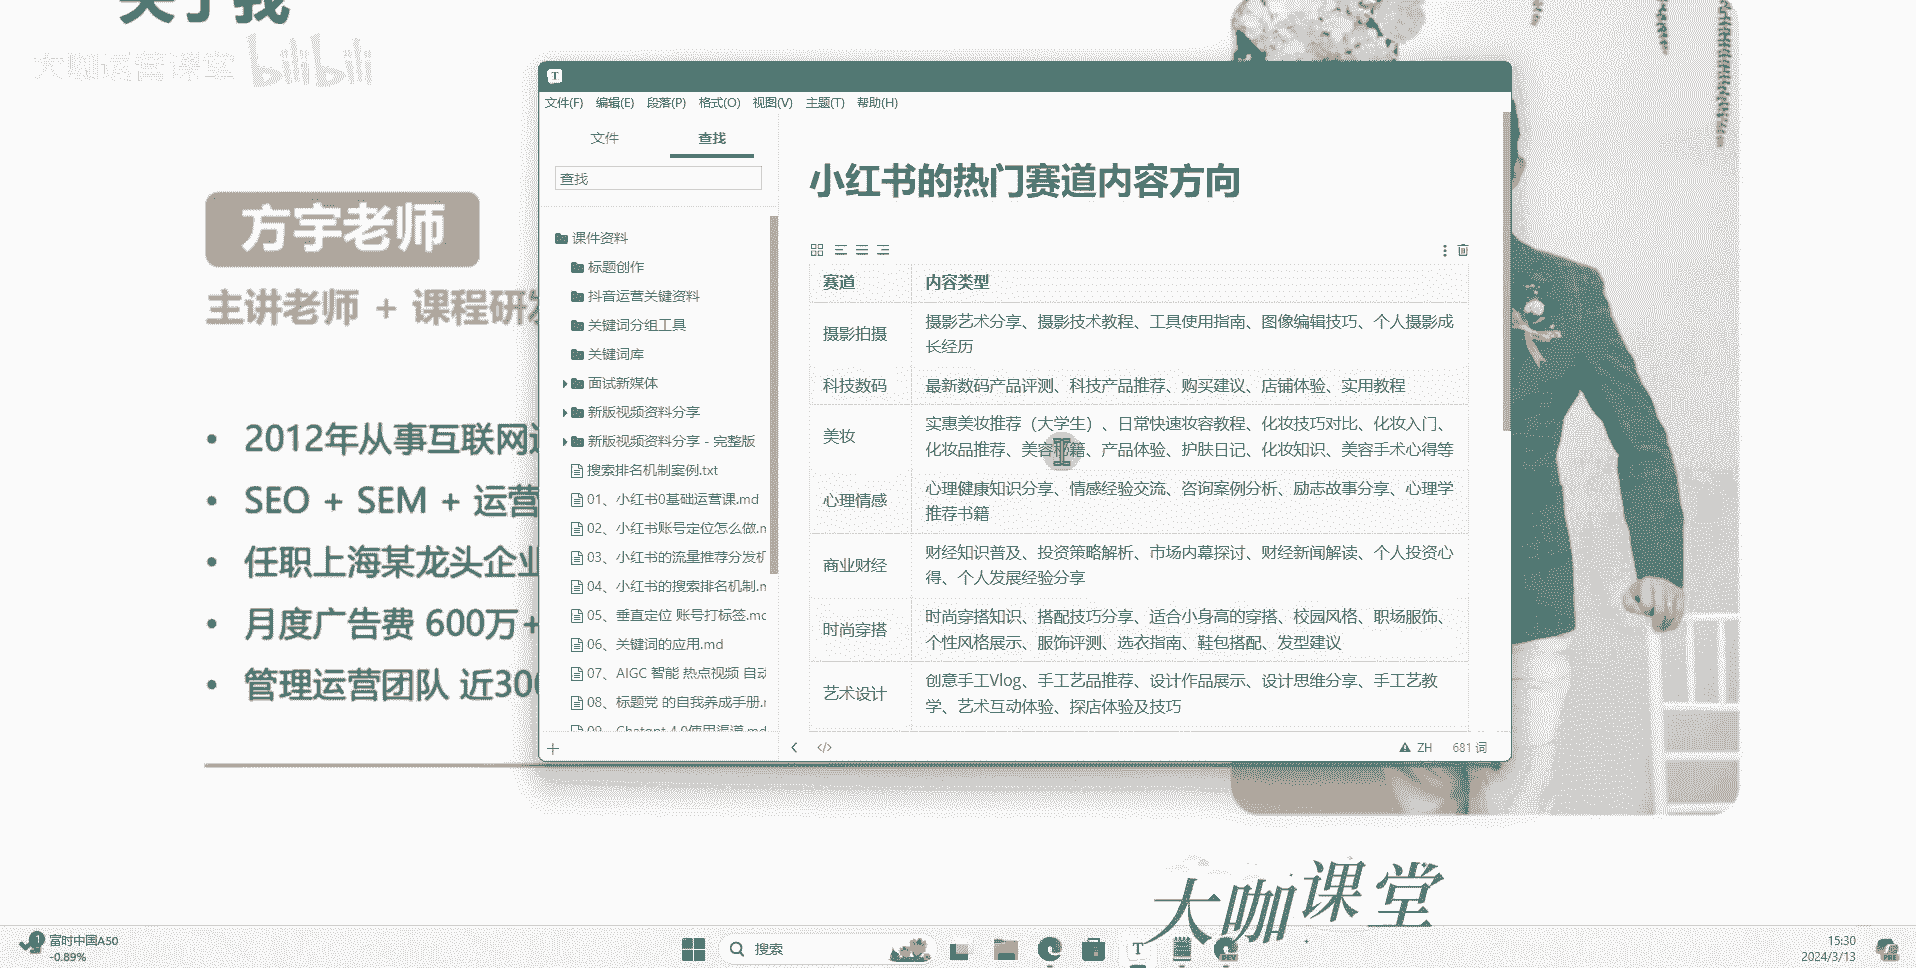 关于我
大咖运营课堂 bilibili
方宇老师
主讲老师 + 课程研发
2012年从事互联网
SEO + SEM + 运营
任职上海某龙头企业
月度广告费 600万+
管理运营团队 近300
T
文件(F) 编辑(E) 段落(P) 格式(O) 视图(V) 主题(T) 帮助(H)
文件 查找
查找
课件资料
标题创作
抖音运营关键资料
关键词分组工具
关键词库
面试新媒体
新版视频资料分享
新版视频资料分享 - 完整版
搜索排名机制案例.txt
01、小红书0基础运营课.md
02、小红书账号定位怎么做.m
03、小红书的流量推荐分发机
04、小红书的搜索排名机制.m
05、垂直定位 账号打标签.mc
06、关键词的应用.md
07、AIGC 智能 热点视频 自动
08、标题党 的自我养成手册.r
09、Chatgpt 4.0使用渠道.md
小红书的热门赛道内容方向
赛道 内容类型
摄影拍摄 摄影艺术分享、摄影技术教程、工具使用指南、图像编辑技巧、个人摄影成
长经历
科技数码 最新数码产品评测、科技产品推荐、购买建议、店铺体验、实用教程
美妆 实惠美妆推荐（大学生）、日常快速妆容教程、化妆技巧对比、化妆入门、
化妆品推荐、美容秘籍、产品体验、护肤日记、化妆知识、美容手术心得等
心理情感 心理健康知识分享、情感经验交流、咨询案例分析、励志故事分享、心理学
推荐书籍
商业财经 财经知识普及、投资策略解析、市场内幕探讨、财经新闻解读、个人投资心
得、个人发展经验分享
时尚穿搭 时尚穿搭知识、搭配技巧分享、适合小身高的穿搭、校园风格、职场服饰、
个性风格展示、服饰评测、选衣指南、鞋包搭配、发型建议
艺术设计 创意手工Vlog、手工艺品推荐、设计作品展示、设计思维分享、手工艺教
学、艺术互动体验、探店体验及技巧
ZH 681 词
大咖课堂
1 富时中国A50
-0.89%
搜索
T
DEV
15:30
2024/3/13
PRE